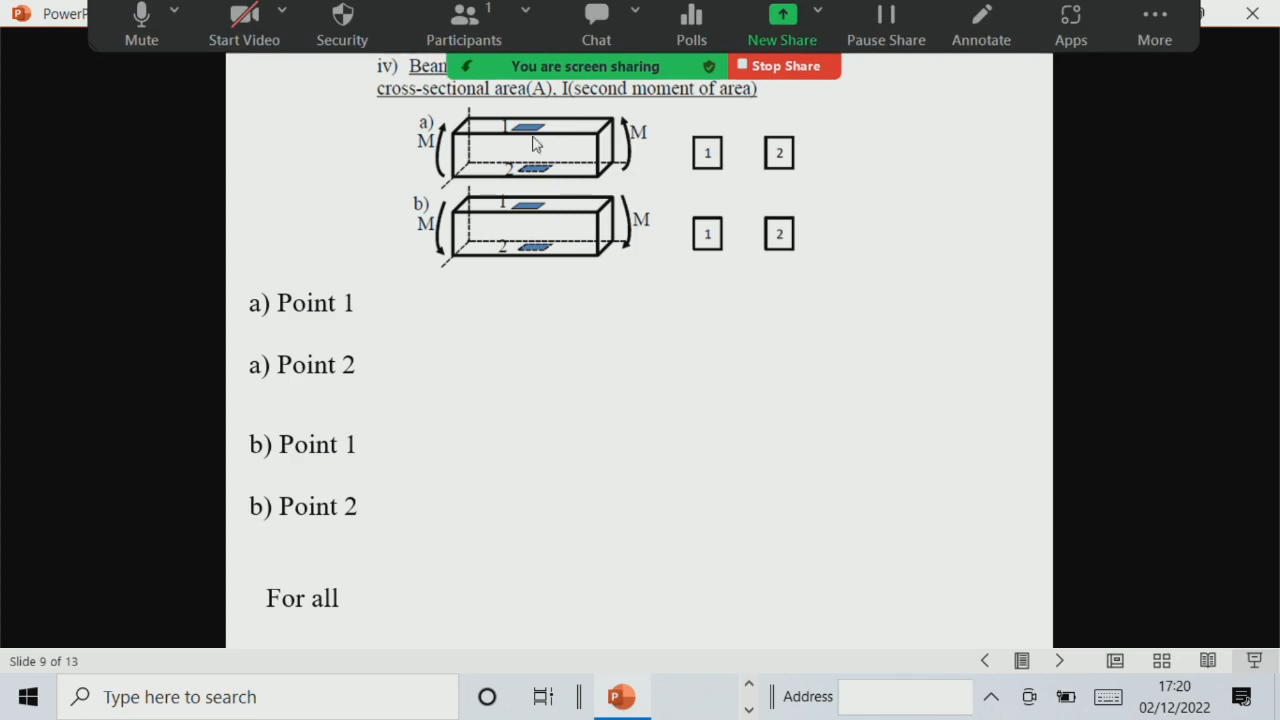 PowerP
Mute
Start Video
Security
Participants
1
Chat
Polls
New Share
Pause Share
Annotate
Apps
More
You are screen sharing
Stop Share
iv) Bean
cross-sectional area(A), I(second moment of area)
a)
M
1
2
M
1
2
b)
M
1
2
M
1
2
a) Point 1
a) Point 2
b) Point 1
b) Point 2
For all
Slide 9 of 13
Type here to search
Address
17:20
02/12/2022